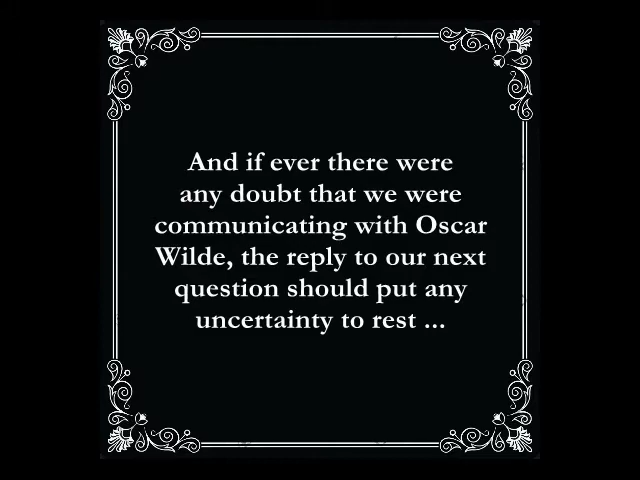 And if ever there were
any doubt that we were
communicating with Oscar
Wilde, the reply to our next
question should put any
uncertainty to rest ...